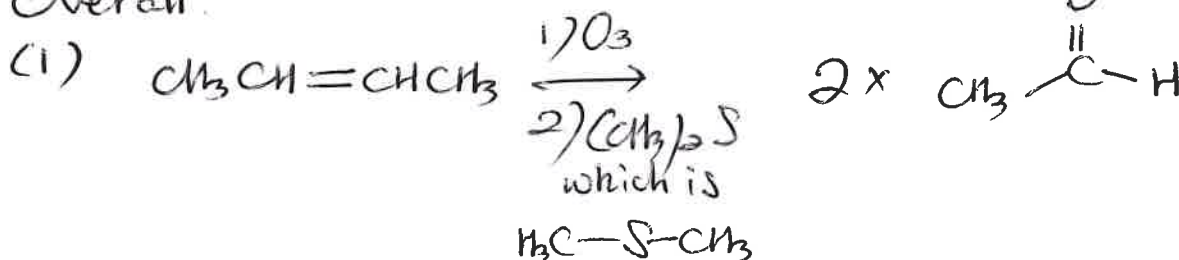 Overall
(1) CH₃CH=CHCH₃ 1) O₃ 2 x CH₃ C H
2) (CH₃)₂S
which is
H₃C-S-CH₃